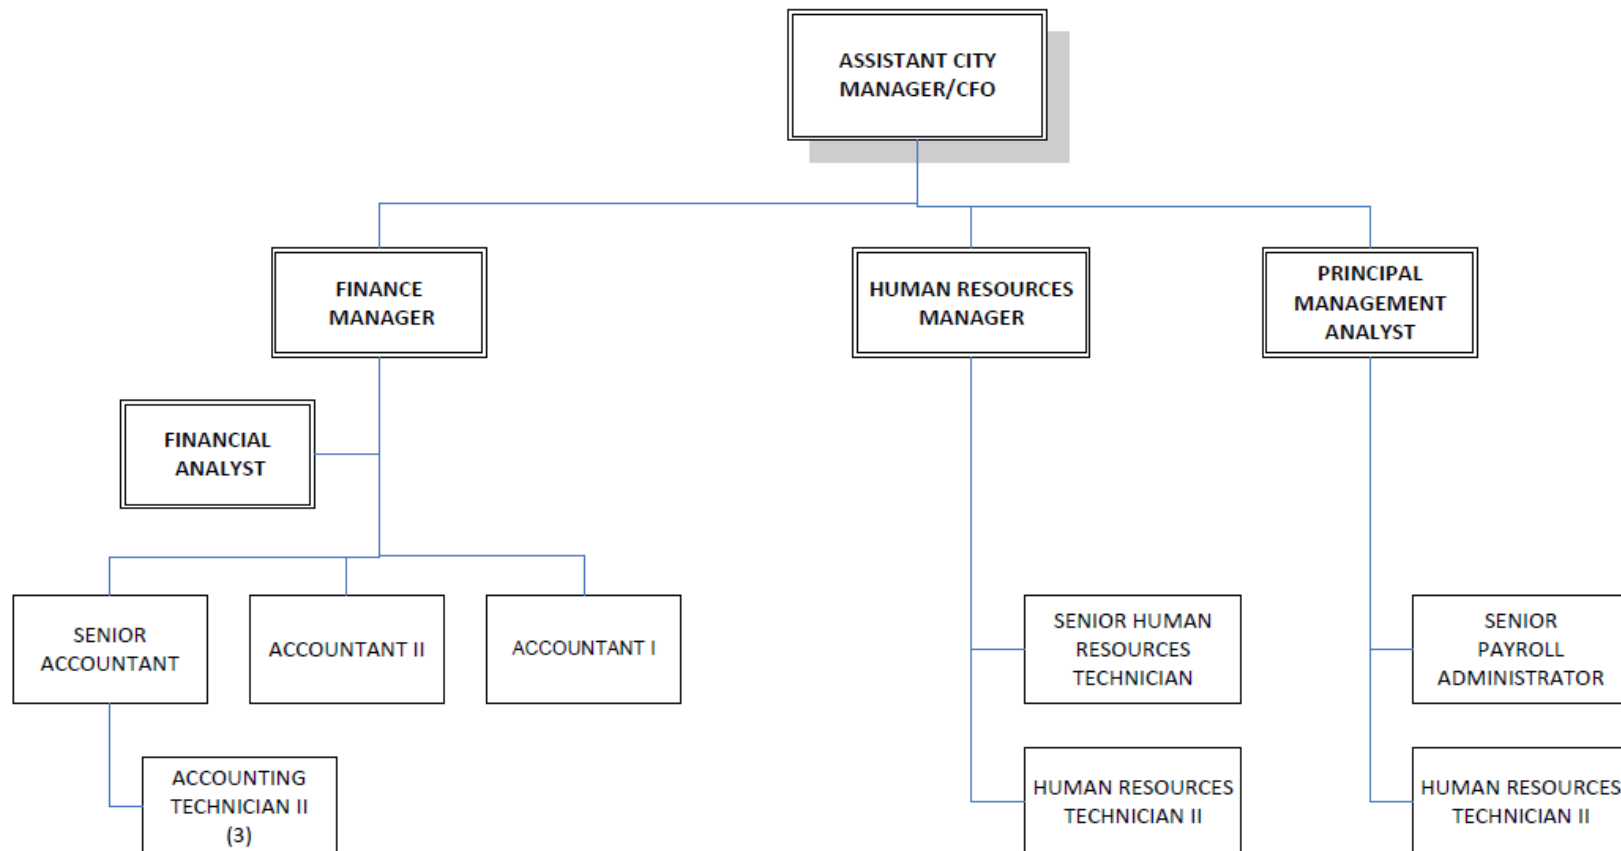 ASSISTANT CITY
MANAGER/CFO
FINANCE
MANAGER
HUMAN RESOURCES
MANAGER
PRINCIPAL
MANAGEMENT
ANALYST
FINANCIAL
ANALYST
SENIOR
ACCOUNTANT
ACCOUNTANT II
ACCOUNTANT I
SENIOR HUMAN
RESOURCES
TECHNICIAN
SENIOR
PAYROLL
ADMINISTRATOR
ACCOUNTING
TECHNICIAN II
(3)
HUMAN RESOURCES
TECHNICIAN II
HUMAN RESOURCES
TECHNICIAN II